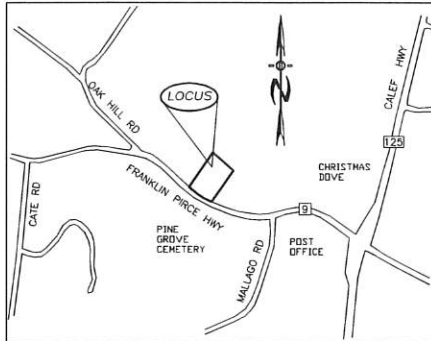 LOCUS
OAK HILL RD
N
CALEF HWY
125
CHRISTMAS
DOVE
FRANKLIN PIRCE HWY
9
CATE RD
PINE
GROVE
CEMETERY
MALLAGO RD
POST
OFFICE